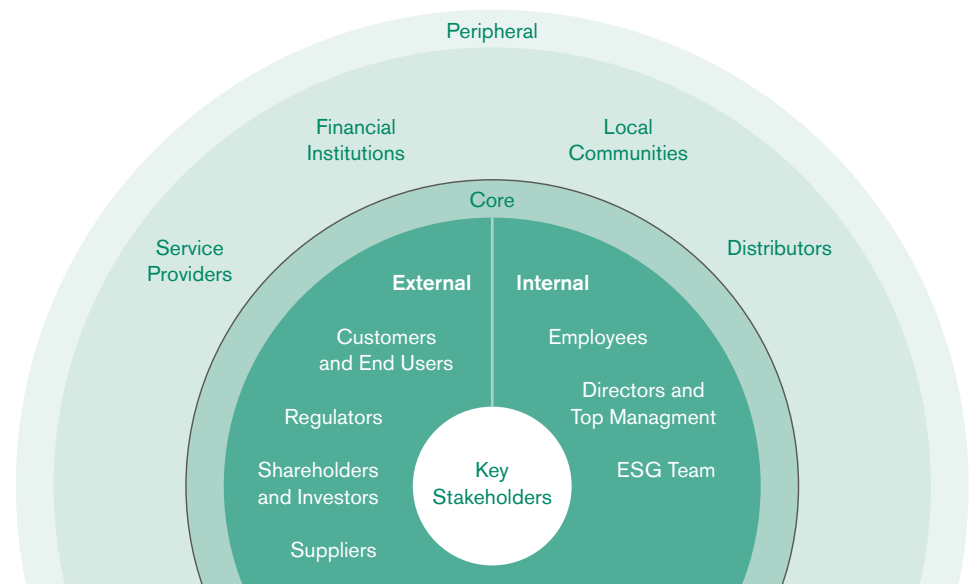 Peripheral
Financial
Institutions
Local
Communities
Service
Providers
Distributors
Core
External
Customers
and End Users
Regulators
Shareholders
and Investors
Suppliers
Internal
Employees
Directors and
Top Managment
ESG Team
Key
Stakeholders